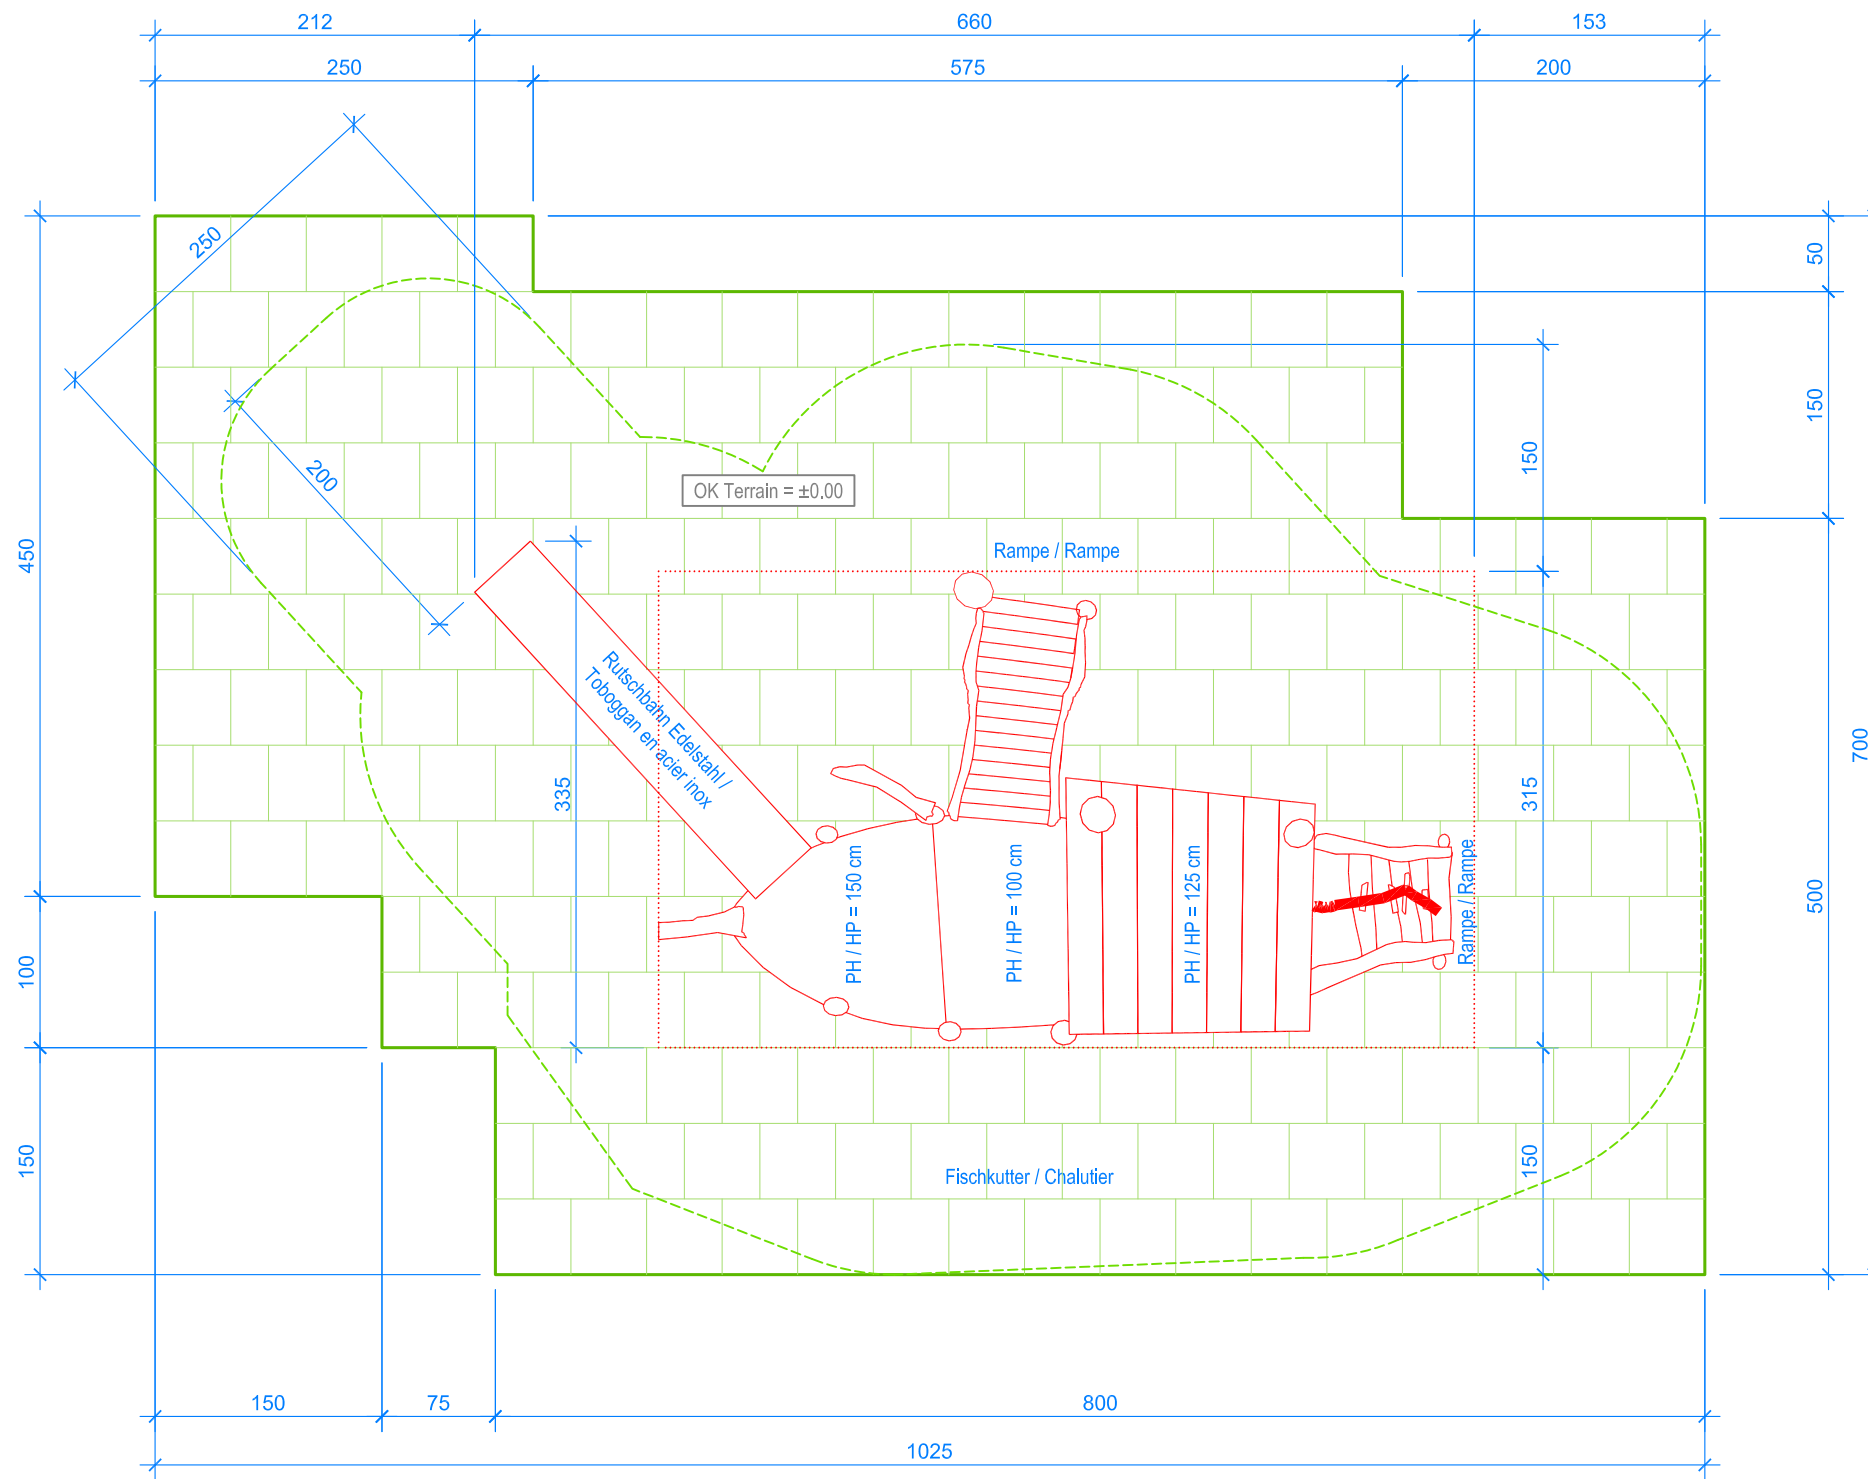 212
660
153
250
575
200
250
50
150
200
150
OK Terrain = ±0.00
450
Rampe / Rampe
700
Rutschbahn Edelstahl /
Toboggan en acier inox
335
315
PH / HP = 150 cm
PH / HP = 100 cm
PH / HP = 125 cm
Rampe / Rampe
500
100
150
Fischkutter / Chalutier
150
150
75
800
1025